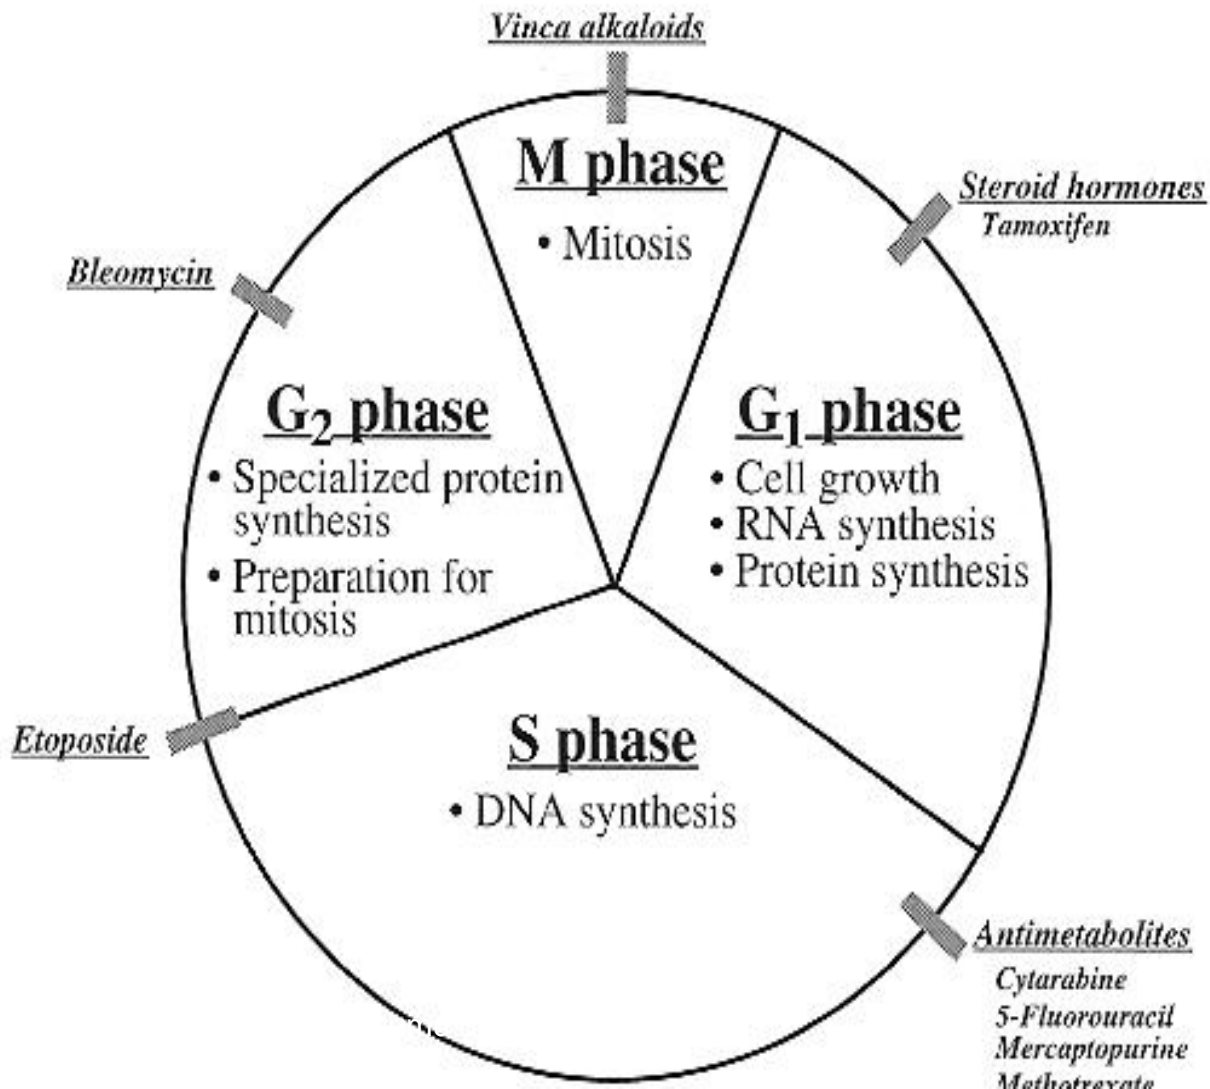 Vinca alkaloids
M phase
• Mitosis
Steroid hormones
Tamoxifen
Bleomycin
G2 phase
• Specialized protein
synthesis
• Preparation for
mitosis
G1 phase
• Cell growth
• RNA synthesis
• Protein synthesis
Etoposide
S phase
• DNA synthesis
Antimetabolites
Cytarabine
5-Fluorouracil
Mercaptopurine
Methotrexate